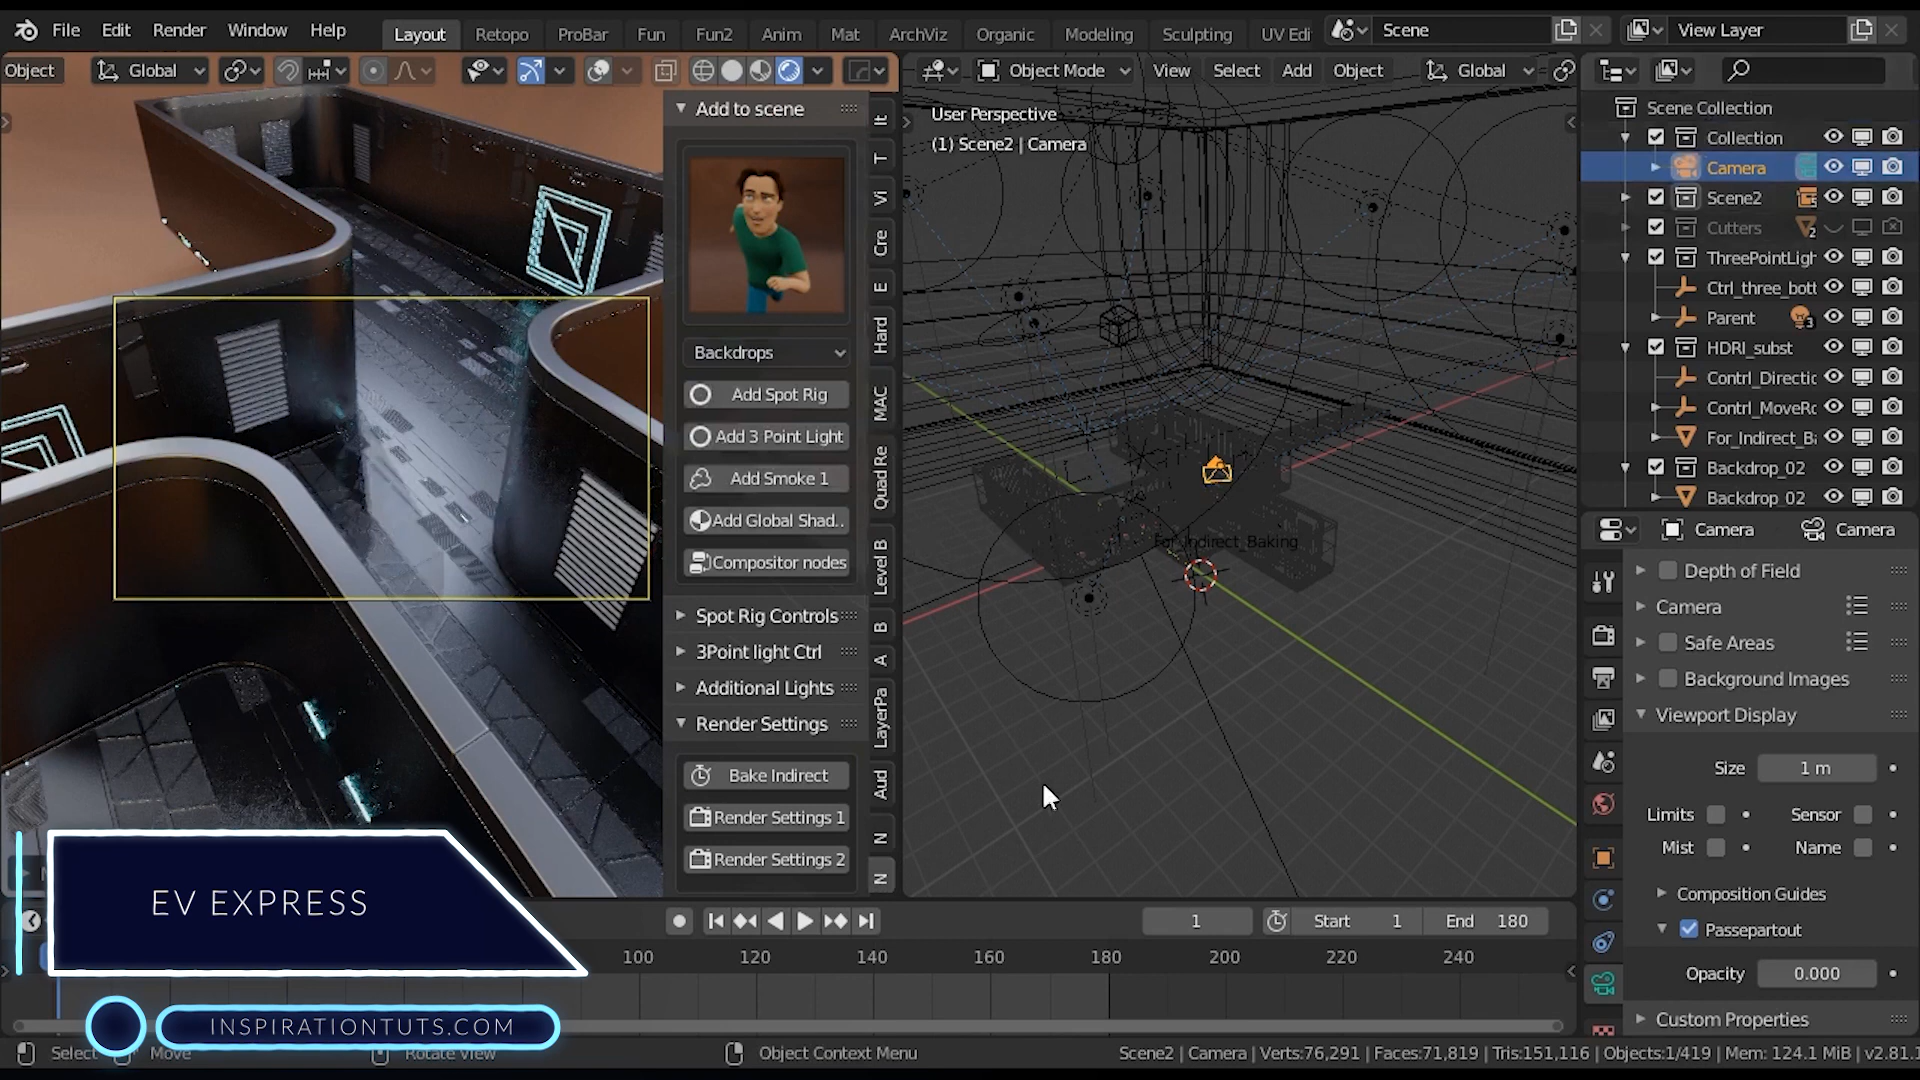 File Edit Render Window Help Layout Retopo ProBar Fun Fun2 Anim Mat ArchViz Organic Modeling Sculpting UV Edi Scene View Layer
Object Global
Add to scene
Backdrops
Add Spot Rig
Add 3 Point Light
Add Smoke 1
Add Global Shad..
Compositor nodes
Spot Rig Controls
3Point light Ctrl
Additional Lights
Render Settings
Bake Indirect
Render Settings 1
Render Settings 2
It
T
Vi
Cre
E
Hard
MAC
Quad Re
Level B
B
A
LayerPa
Aud
N
N
Object Mode View Select Add Object Global
User Perspective
(1) Scene2 | Camera
For_Indirect_Baking
Scene Collection
Collection
Camera
Scene2
Cutters
2
ThreePointLigh
Ctrl_three_bott
Parent
3
HDRI_subst
Contrl_Directic
Contrl_MoveRo
For_Indirect_Ba
Backdrop_02
Backdrop_02
Camera Camera
Depth of Field
Camera
Safe Areas
Background Images
Viewport Display
Size 1 m
Limits Sensor
Mist Name
Composition Guides
Passepartout
Opacity 0.000
Custom Properties
1 Start 1 End 180
100 120 140 160 180 200 220 240
EV EXPRESS
INSPIRATIONTUTS.COM
Select Move Rotate View Object Context Menu
Scene2 | Camera | Verts:76,291 | Faces:71,819 | Tris:151,116 | Objects:1/419 | Mem: 124.1 MiB | v2.81.1